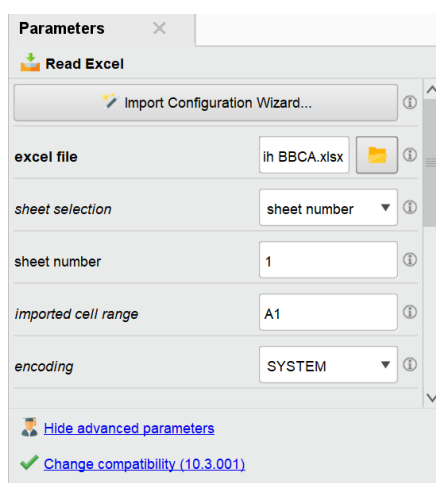 Parameters
Read Excel
Import Configuration Wizard...
excel file
ih BBCA.xlsx
sheet selection
sheet number
sheet number
1
imported cell range
A1
encoding
SYSTEM
Hide advanced parameters
Change compatibility (10.3.001)